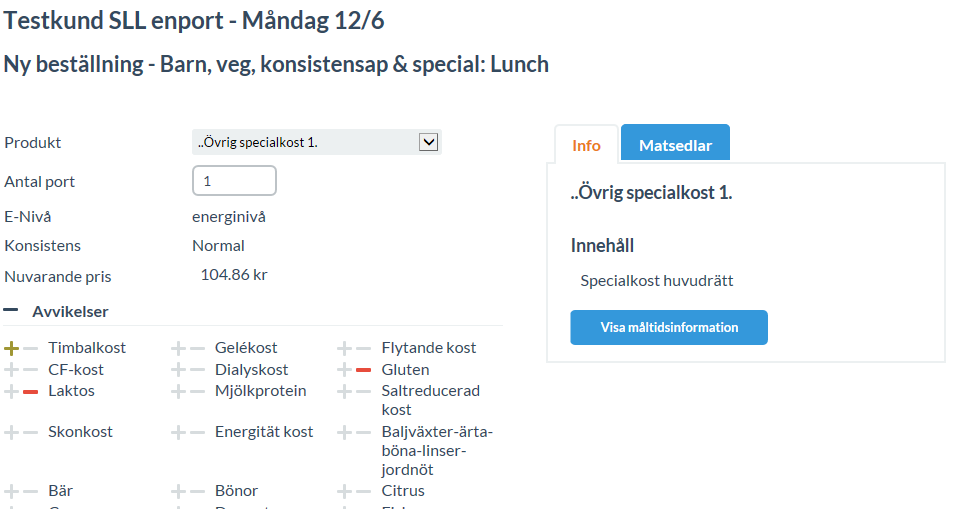 Testkund SLL enport - Måndag 12/6
Ny beställning - Barn, veg, konsistensap & special: Lunch
Produkt ..Övrig specialkost 1.
Antal port 1
E-Nivå energinivå
Konsistens Normal
Nuvarande pris 104.86 kr
Avvikelser
Timbalkost Gelékost Flytande kost
CF-kost Dialyskost Gluten
Laktos Mjölkprotein Saltreducerad
kost
Skonkost Energität kost Baljväxter-ärta-
böna-linser-
jordnöt
Bär Bönor Citrus
Info Matsedlar
..Övrig specialkost 1.
Innehåll
Specialkost huvudrätt
Visa måltidsinformation